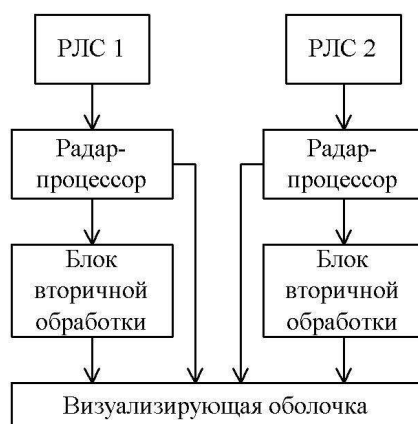 РЛС 1
РЛС 2
Радар-
процессор
Радар-
процессор
Блок
вторичной
обработки
Блок
вторичной
обработки
Визуализирующая оболочка